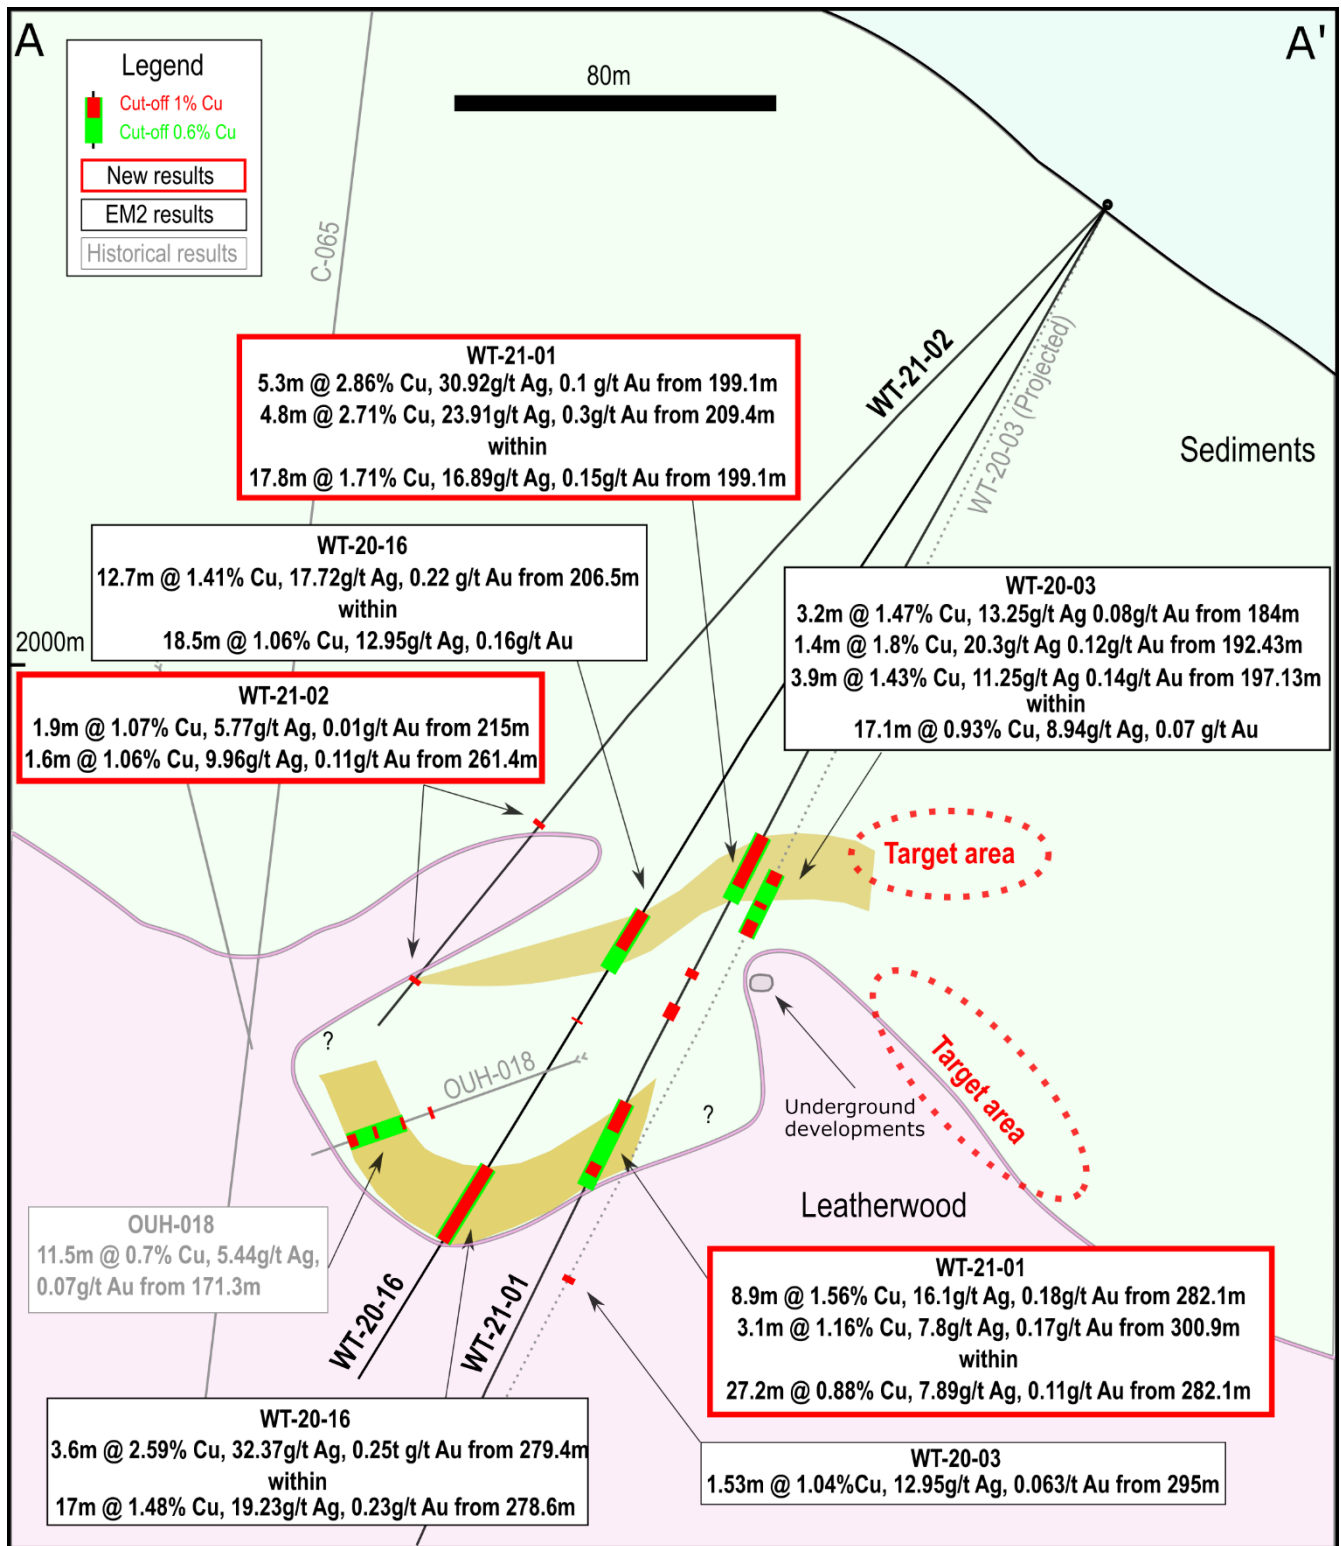 A
A'
Legend
Cut-off 1% Cu
Cut-off 0.6% Cu
New results
EM2 results
Historical results
80m
C-065
WT-21-02
WT-20-03 (Projected)
Sediments
WT-21-01
5.3m @ 2.86% Cu, 30.92g/t Ag, 0.1 g/t Au from 199.1m
4.8m @ 2.71% Cu, 23.91g/t Ag, 0.3g/t Au from 209.4m
within
17.8m @ 1.71% Cu, 16.89g/t Ag, 0.15g/t Au from 199.1m
WT-20-16
12.7m @ 1.41% Cu, 17.72g/t Ag, 0.22 g/t Au from 206.5m
within
18.5m @ 1.06% Cu, 12.95g/t Ag, 0.16g/t Au
WT-20-03
3.2m @ 1.47% Cu, 13.25g/t Ag 0.08g/t Au from 184m
1.4m @ 1.8% Cu, 20.3g/t Ag 0.12g/t Au from 192.43m
3.9m @ 1.43% Cu, 11.25g/t Ag 0.14g/t Au from 197.13m
within
17.1m @ 0.93% Cu, 8.94g/t Ag, 0.07 g/t Au
2000m
WT-21-02
1.9m @ 1.07% Cu, 5.77g/t Ag, 0.01g/t Au from 215m
1.6m @ 1.06% Cu, 9.96g/t Ag, 0.11g/t Au from 261.4m
Target area
Target area
?
OUH-018
?
Underground
developments
Leatherwood
OUH-018
11.5m @ 0.7% Cu, 5.44g/t Ag,
0.07g/t Au from 171.3m
WT-20-16
WT-21-01
WT-21-01
8.9m @ 1.56% Cu, 16.1g/t Ag, 0.18g/t Au from 282.1m
3.1m @ 1.16% Cu, 7.8g/t Ag, 0.17g/t Au from 300.9m
within
27.2m @ 0.88% Cu, 7.89g/t Ag, 0.11g/t Au from 282.1m
WT-20-16
3.6m @ 2.59% Cu, 32.37g/t Ag, 0.25t g/t Au from 279.4m
within
17m @ 1.48% Cu, 19.23g/t Ag, 0.23g/t Au from 278.6m
WT-20-03
1.53m @ 1.04%Cu, 12.95g/t Ag, 0.063/t Au from 295m